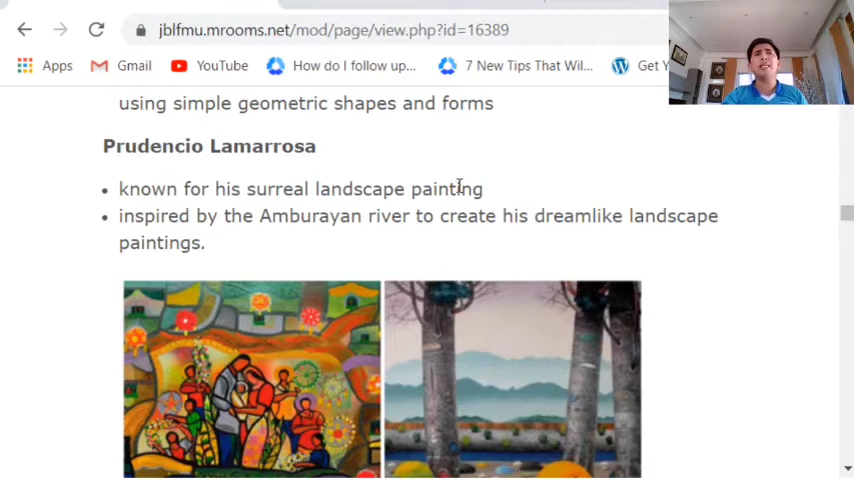 jblfmu.mrooms.net/mod/page/view.php?id=16389
Apps Gmail YouTube How do I follow up... 7 New Tips That Wil... Get Y
using simple geometric shapes and forms
Prudencio Lamarrosa
• known for his surreal landscape painting
• inspired by the Amburayan river to create his dreamlike landscape
paintings.